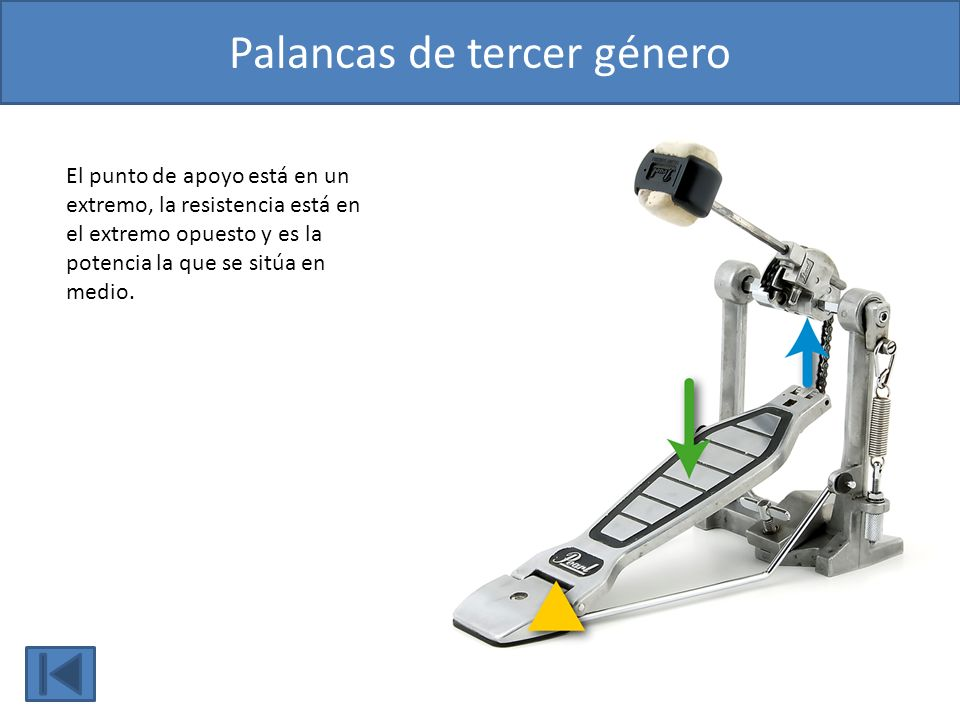 Palancas de tercer género
El punto de apoyo está en un
extremo, la resistencia está en
el extremo opuesto y es la
potencia la que se sitúa en
medio.
Pearl
Pearl